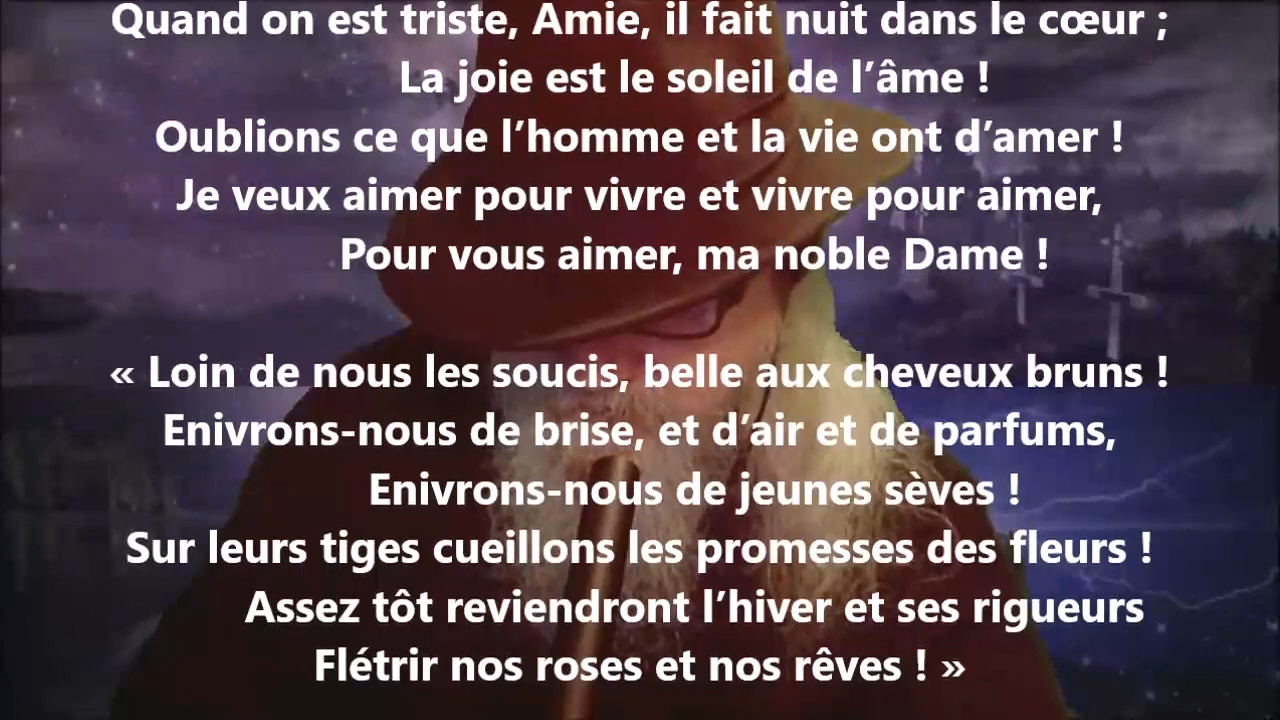 Quand on est triste, Amie, il fait nuit dans le cœur ;
La joie est le soleil de l’âme !
Oublions ce que l’homme et la vie ont d’amer !
Je veux aimer pour vivre et vivre pour aimer,
Pour vous aimer, ma noble Dame !
« Loin de nous les soucis, belle aux cheveux bruns !
Enivrons-nous de brise, et d’air et de parfums,
Enivrons-nous de jeunes sèves !
Sur leurs tiges cueillons les promesses des fleurs !
Assez tôt reviendront l’hiver et ses rigueurs
Flétrir nos roses et nos rêves ! »